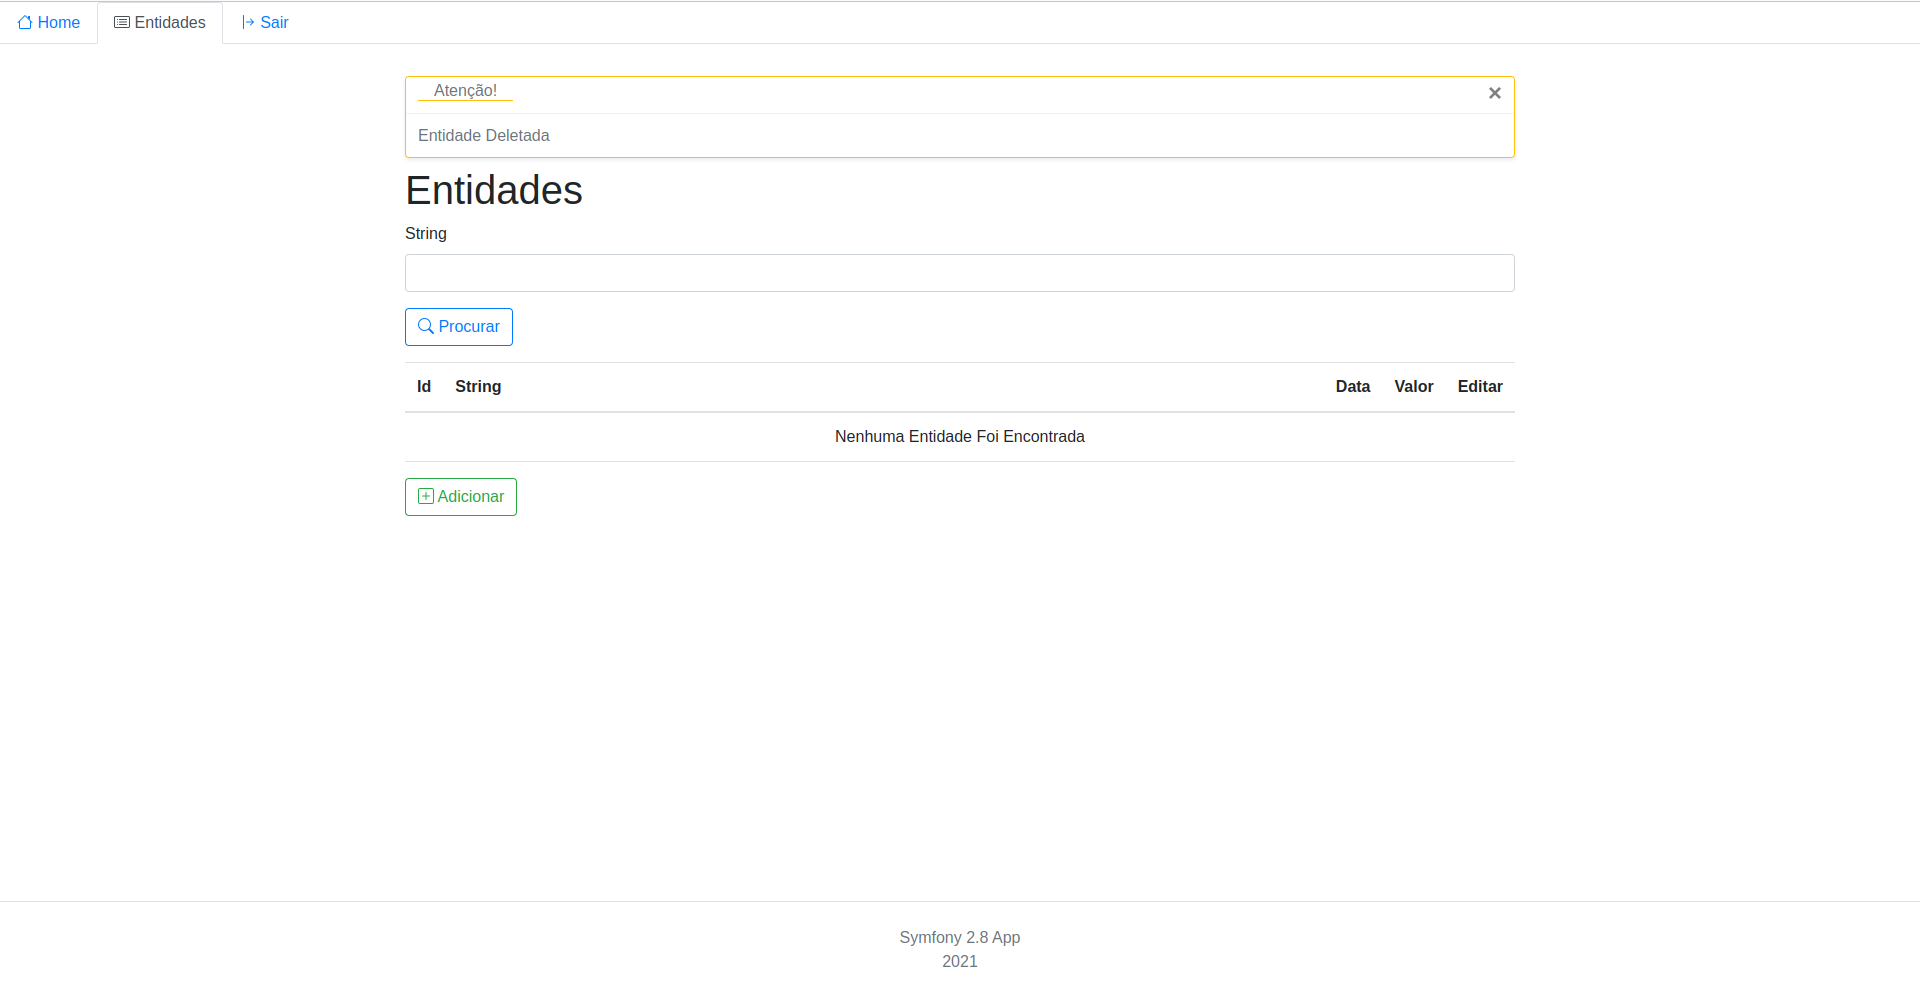 Home Entidades Sair
Atenção! ×
Entidade Deletada
Entidades
String
Procurar
Id String Data Valor Editar
Nenhuma Entidade Foi Encontrada
Adicionar
Symfony 2.8 App
2021